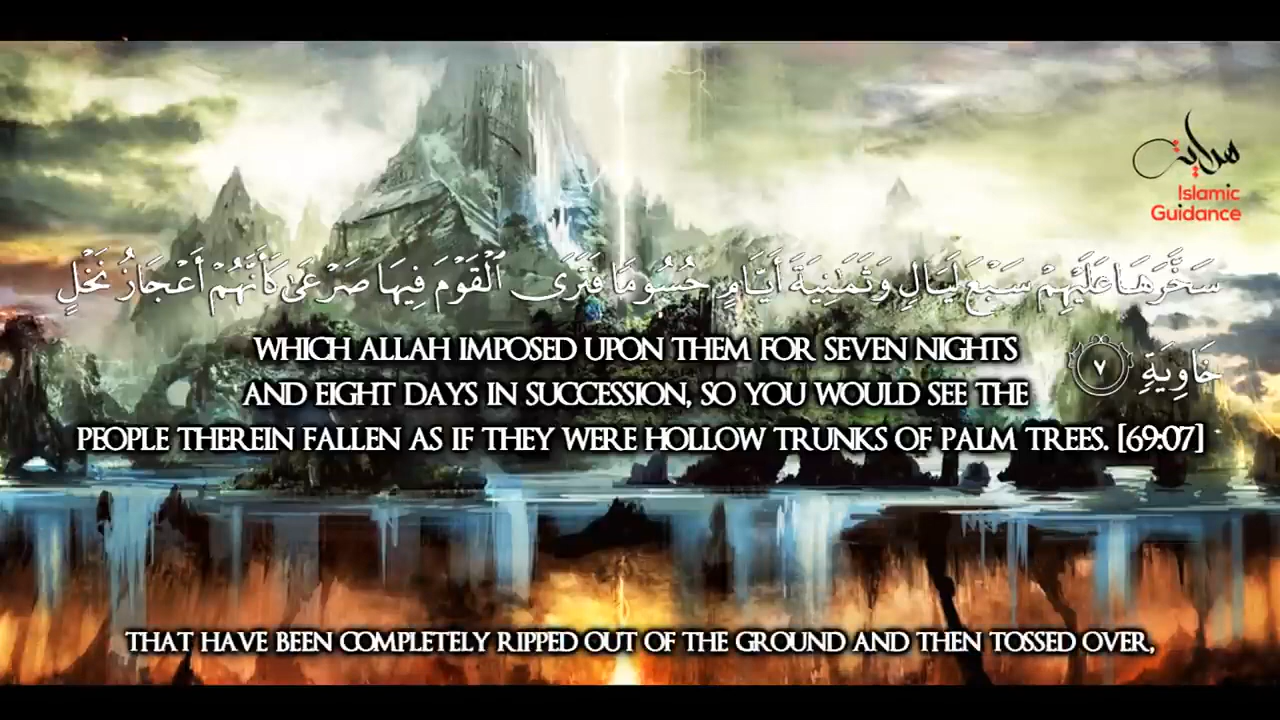 هداية
Islamic
Guidance
سَخَّرَهَا عَلَيْهِمْ سَبْعَ لَيَالٍ وَثَمَٰنِيَةَ أَيَّامٍ حُسُومًا فَتَرَى ٱلْقَوْمَ فِيهَا صَرْعَىٰ كَأَنَّهُمْ أَعْجَازُ نَخْلٍ
خَاوِيَةٍ ٧
WHICH ALLAH IMPOSED UPON THEM FOR SEVEN NIGHTS
AND EIGHT DAYS IN SUCCESSION, SO YOU WOULD SEE THE
PEOPLE THEREIN FALLEN AS IF THEY WERE HOLLOW TRUNKS OF PALM TREES. [69:07]
THAT HAVE BEEN COMPLETELY RIPPED OUT OF THE GROUND AND THEN TOSSED OVER,